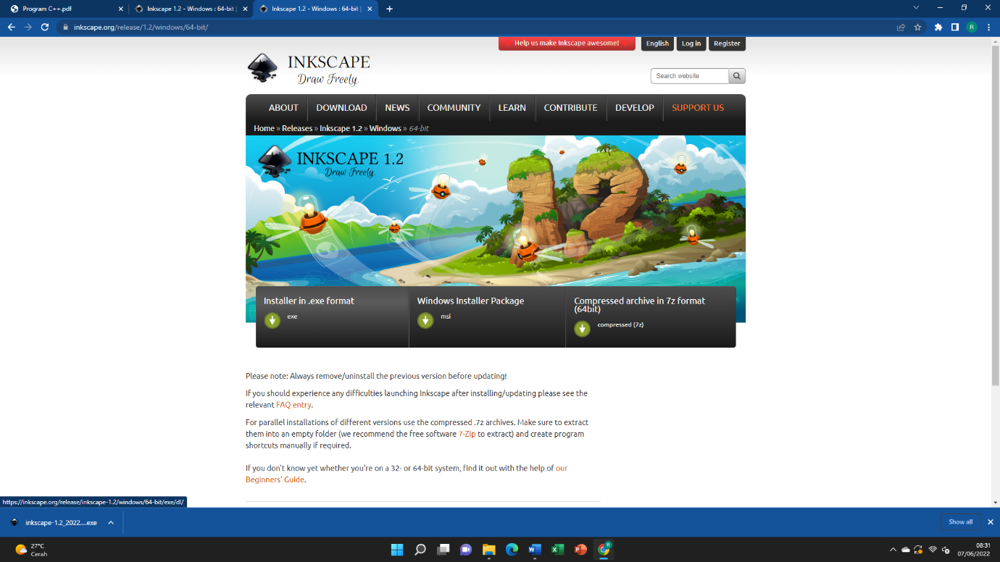 Program C++.pdf
Inkscape 1.2 - Windows : 64-bit |
Inkscape 1.2 - Windows : 64-bit |
inkscape.org/release/1.2/windows/64-bit/
R
Help us make Inkscape awesome!
English
Log in
Register
INKSCAPE
Draw Freely.
Search website
ABOUT
DOWNLOAD
NEWS
COMMUNITY
LEARN
CONTRIBUTE
DEVELOP
SUPPORT US
Home » Releases » Inkscape 1.2 » Windows » 64-bit
INKSCAPE 1.2
Draw Freely.
12
Installer in .exe format
exe
Windows Installer Package
msi
Compressed archive in 7z format
(64bit)
compressed (7z)
Please note: Always remove/uninstall the previous version before updating!
If you should experience any difficulties launching Inkscape after installing/updating please see the
relevant FAQ entry.
For parallel installations of different versions use the compressed .7z archives. Make sure to extract
them into an empty folder (we recommend the free software 7-Zip to extract) and create program
shortcuts manually if required.
If you don't know yet whether you're on a 32- or 64-bit system, find it out with the help of our
Beginners' Guide.
https://inkscape.org/release/inkscape-1.2/windows/64-bit/exe/dl/
inkscape-1.2_2022....exe
Show all
27°C
Cerah
08:31
07/06/2022